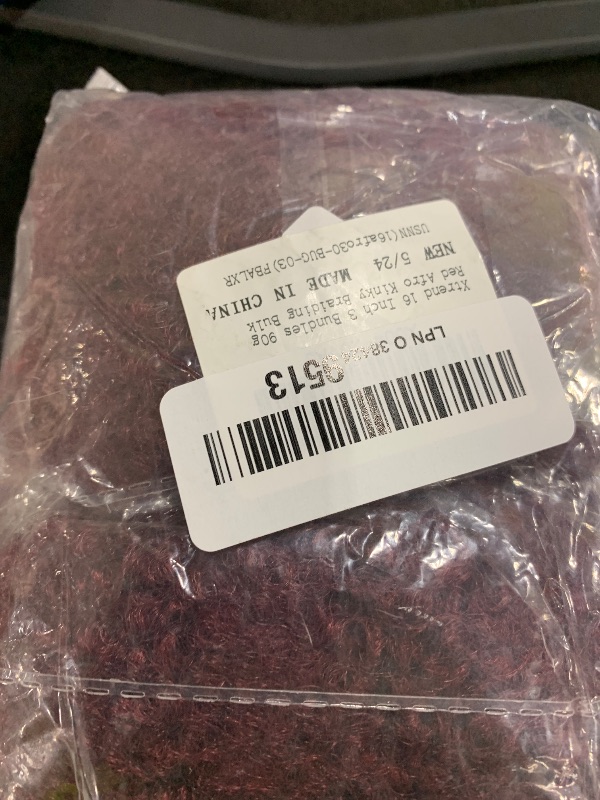 Xtrend 16 Inch 3 Bundles 90g
Red Afro Kinky Braiding Bulk
NEW 5/24 MADE IN CHINA
USNN(16afro30-BUG-03)FBALXR
LPN O
9513